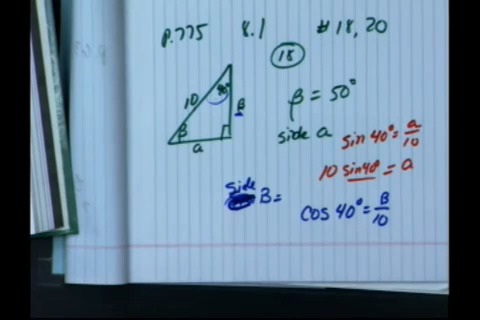 p.775 8.1 # 18, 20
18
10 40°
β = 50°
B
β
a
side a sin 40° = a/10
10 sin 40° = a
side B =
cos 40° = B/10